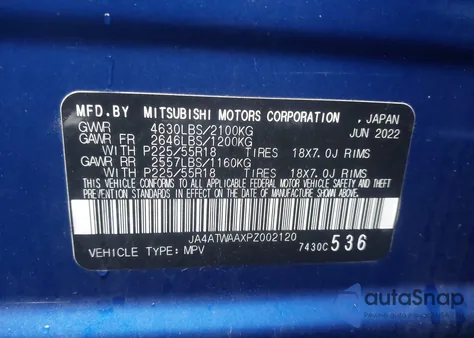 MFD.BY MITSUBISHI MOTORS CORPORATION , JAPAN
GVWR 4630LBS/2100KG JUN 2022
GAWR FR 2646LBS/1200KG
WITH P225/55R18 TIRES 18X7.0J RIMS
GAWR RR 2557LBS/1160KG
WITH P225/55R18 TIRES 18X7.0J RIMS
THIS VEHICLE CONFORMS TO ALL APPLICABLE FEDERAL MOTOR VEHICLE SAFETY, BUMPER AND THEFT
PREVENTION STANDARDS IN EFFECT ON THE DATE OF MANUFACTURE SHOWN ABOVE.
JA4ATWAAXPZ002120
VEHICLE TYPE: MPV 7430C536
autoSnap